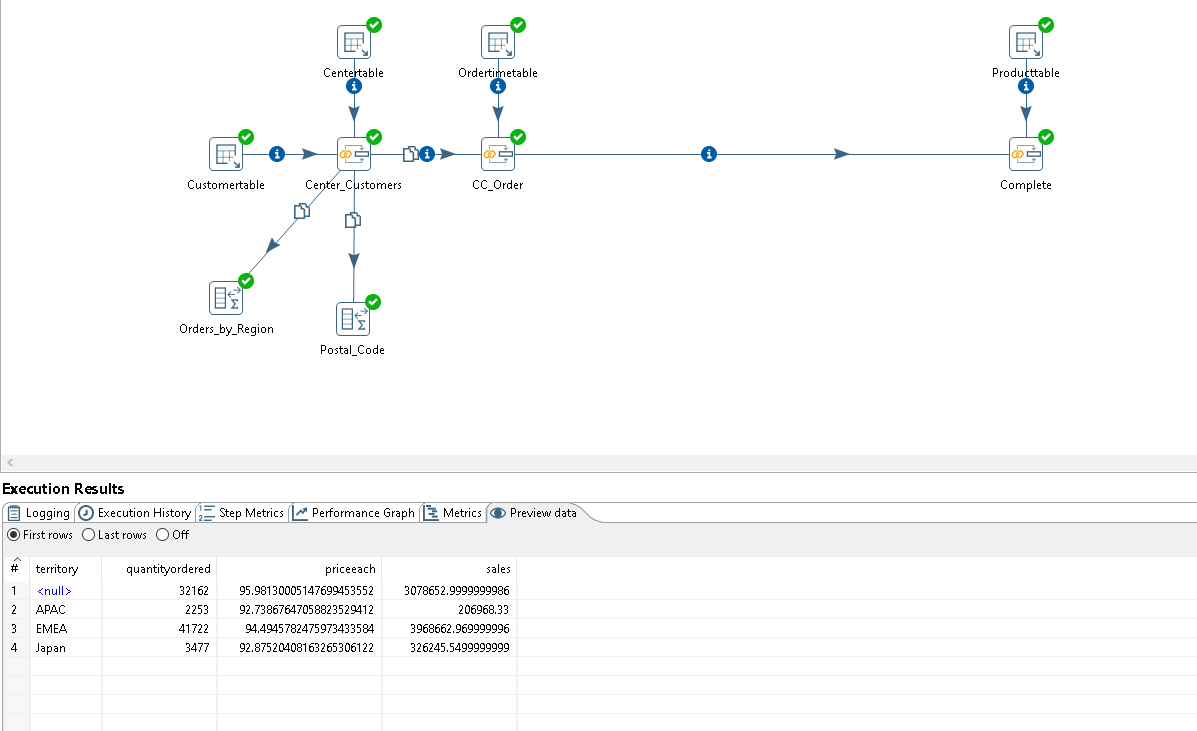 Centertable
Ordertimetable
Producttable
Customertable
Center_Customers
CC_Order
Complete
Orders_by_Region
Postal_Code
Execution Results
Logging Execution History Step Metrics Performance Graph Metrics Preview data
First rows Last rows Off
# territory quantityordered priceeach sales
1 <null> 32162 95.98130005147699453552 3078652.9999999986
2 APAC 2253 92.73867647058823529412 206968.33
3 EMEA 41722 94.4945782475973433584 3968662.969999996
4 Japan 3477 92.87520408163265306122 326245.5499999999